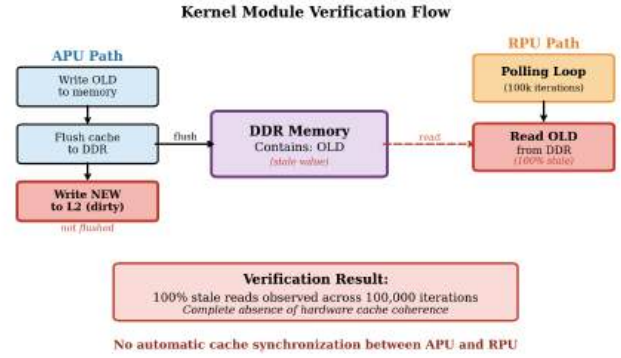 Kernel Module Verification Flow
APU Path
Write OLD
to memory
Flush cache
to DDR
Write NEW
to L2 (dirty)
not flushed
flush
DDR Memory
Contains: OLD
(stale value)
read
RPU Path
Polling Loop
(100k iterations)
Read OLD
from DDR
(100% stale)
Verification Result:
100% stale reads observed across 100,000 iterations
Complete absence of hardware cache coherence
No automatic cache synchronization between APU and RPU